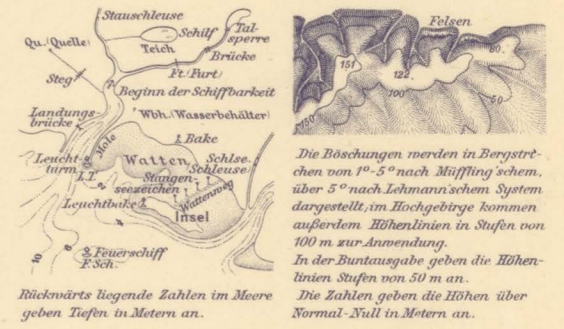 Stauschleuse
Tal-
sperre
Schilf
Teich
Qu. (Quelle)
Brücke
Steg
Ft. (Furt)
Beginn der Schiffbarkeit
Landungs-
brücke
Wbh. (Wasserbehälter)
Mole
Bake
Leucht-
turm
L.T.
Watten
Schlse.
Schleuse
Stangen-
seezeichen
Wattenweg
Leuchtbake
Insel
2
4
6
10
Feuerschiff
F. Sch.
Rückwärts liegende Zahlen im Meere
geben Tiefen in Metern an.
Felsen
151
122
80
100
50
150
Die Böschungen werden in Bergstri-
chen von 1°-5° nach Müffling'schem,
über 5° nach Lehmann'schem System
dargestellt, im Hochgebirge kommen
außerdem Höhenlinien in Stufen von
100 m zur Anwendung.
In der Buntausgabe geben die Höhen-
linien Stufen von 50 m an.
Die Zahlen geben die Höhen über
Normal-Null in Metern an.